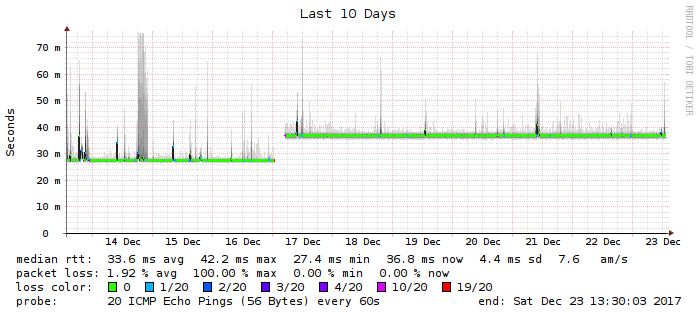 Last 10 Days
RRDTOOL / TOBI OETIKER
Seconds
70 m
60 m
50 m
40 m
30 m
20 m
10 m
0
14 Dec 15 Dec 16 Dec 17 Dec 18 Dec 19 Dec 20 Dec 21 Dec 22 Dec 23 Dec
median rtt: 33.6 ms avg 42.2 ms max 27.4 ms min 36.8 ms now 4.4 ms sd 7.6 am/s
packet loss: 1.92 % avg 100.00 % max 0.00 % min 0.00 % now
loss color: 0 1/20 2/20 3/20 4/20 10/20 19/20
probe: 20 ICMP Echo Pings (56 Bytes) every 60s end: Sat Dec 23 13:30:03 2017